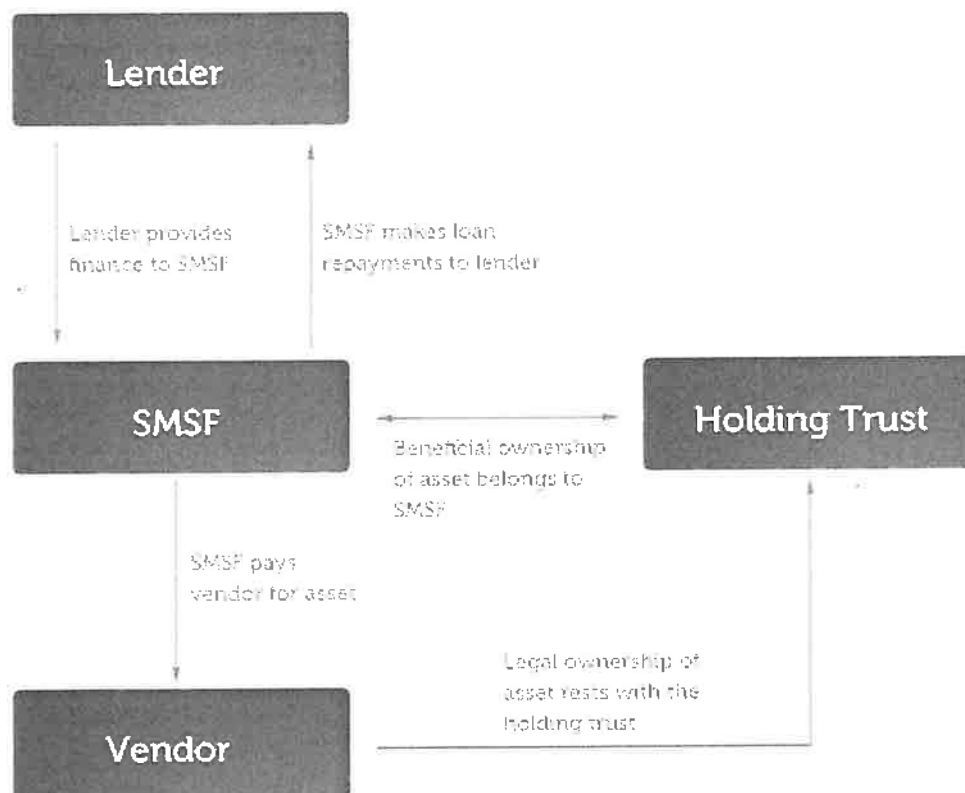 Lender
Lender provides
finance to SMSF
SMSF makes loan
repayments to lender
SMSF
Holding Trust
Beneficial ownership
of asset belongs to
SMSF
SMSF pays
vendor for asset
Legal ownership of
asset rests with the
holding trust
Vendor